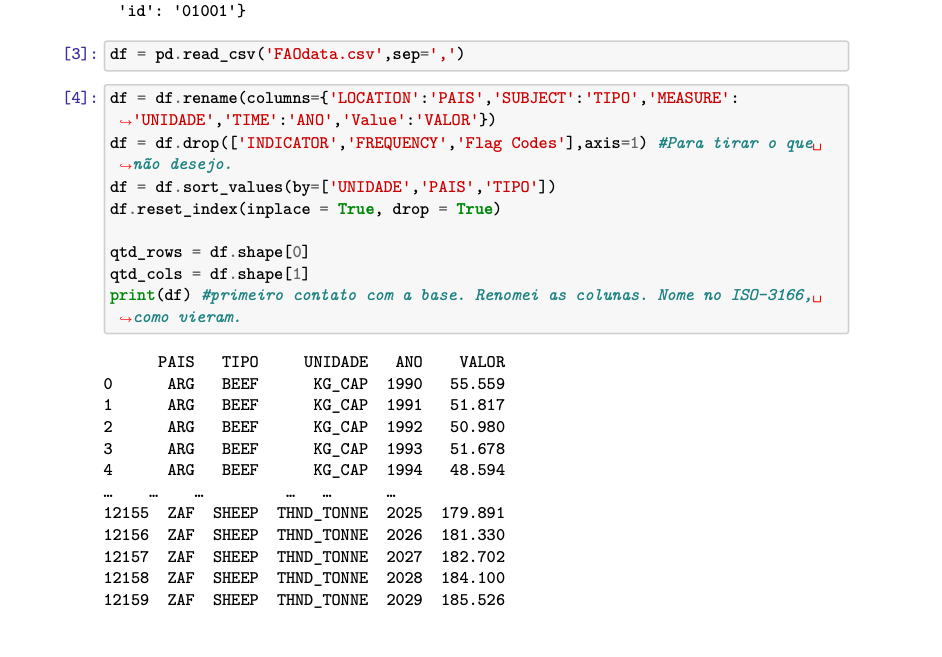 'id': '01001'}
[3]: df = pd.read_csv('FAOdata.csv',sep=',')
[4]: df = df.rename(columns={'LOCATION':'PAIS','SUBJECT':'TIPO','MEASURE':
↪'UNIDADE','TIME':'ANO','Value':'VALOR'})
df = df.drop(['INDICATOR','FREQUENCY','Flag Codes'],axis=1) #Para tirar o que␣
↪não desejo.
df = df.sort_values(by=['UNIDADE','PAIS','TIPO'])
df.reset_index(inplace = True, drop = True)
qtd_rows = df.shape[0]
qtd_cols = df.shape[1]
print(df) #primeiro contato com a base. Renomei as colunas. Nome no ISO-3166,␣
↪como vieram.
PAIS TIPO UNIDADE ANO VALOR
0 ARG BEEF KG_CAP 1990 55.559
1 ARG BEEF KG_CAP 1991 51.817
2 ARG BEEF KG_CAP 1992 50.980
3 ARG BEEF KG_CAP 1993 51.678
4 ARG BEEF KG_CAP 1994 48.594
… … … … … …
12155 ZAF SHEEP THND_TONNE 2025 179.891
12156 ZAF SHEEP THND_TONNE 2026 181.330
12157 ZAF SHEEP THND_TONNE 2027 182.702
12158 ZAF SHEEP THND_TONNE 2028 184.100
12159 ZAF SHEEP THND_TONNE 2029 185.526